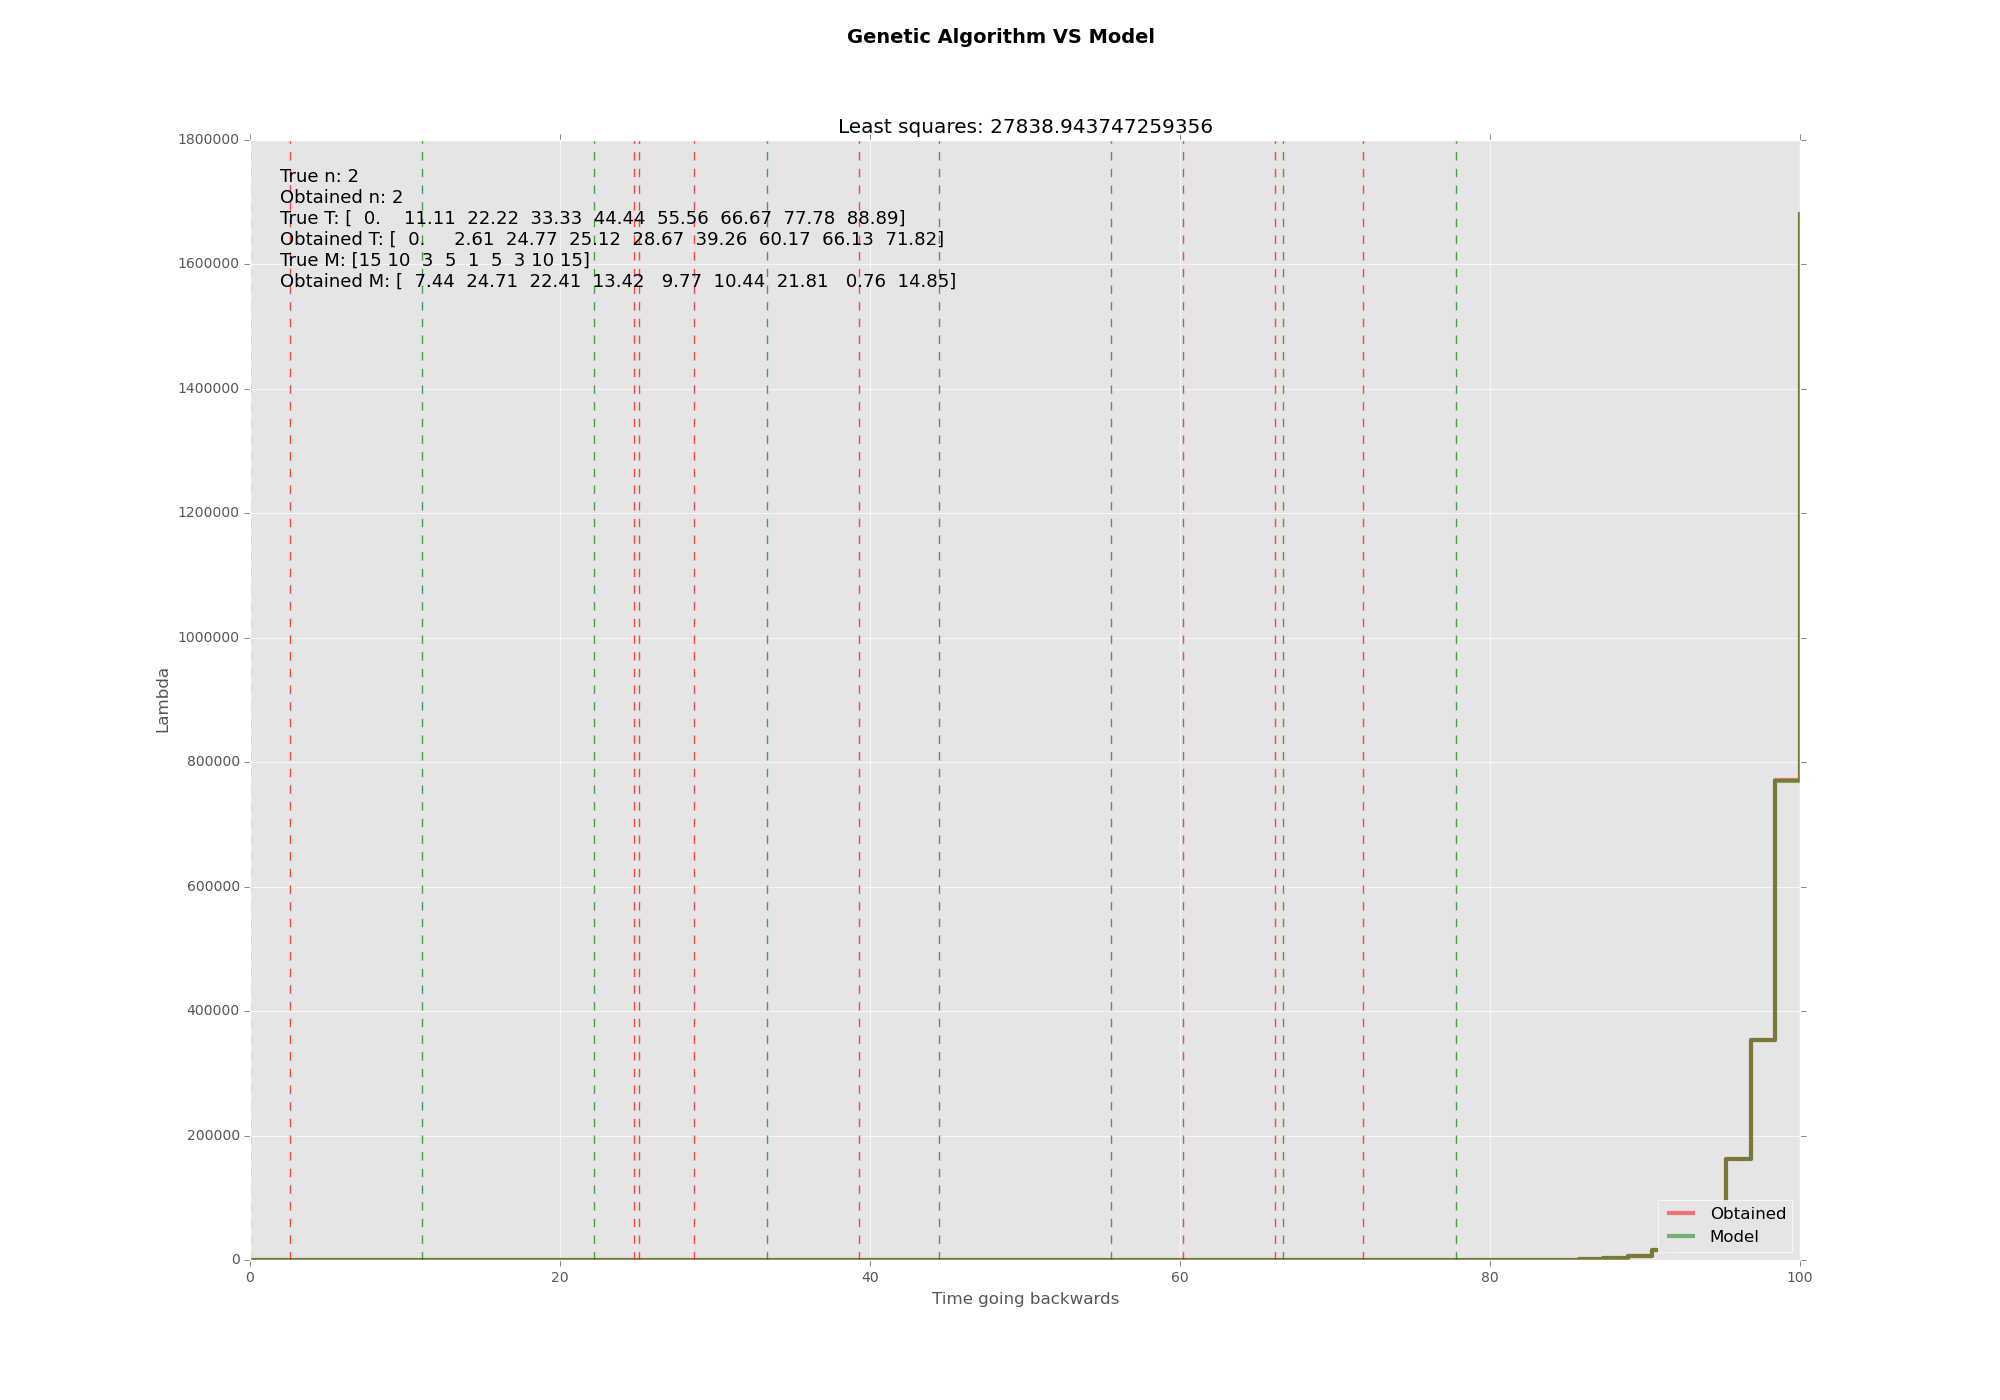 Genetic Algorithm VS Model
Least squares: 27838.943747259356
True n: 2
Obtained n: 2
True T: [  0.    11.11  22.22  33.33  44.44  55.56  66.67  77.78  88.89]
Obtained T: [  0.     2.61  24.77  25.12  28.67  39.26  60.17  66.13  71.82]
True M: [15 10  3  5  1  5  3 10 15]
Obtained M: [  7.44  24.71  22.41  13.42   9.77  10.44  21.81   0.76  14.85]
1800000
1600000
1400000
1200000
1000000
800000
600000
400000
200000
0
Lambda
0 20 40 60 80 100
Time going backwards
Obtained
Model